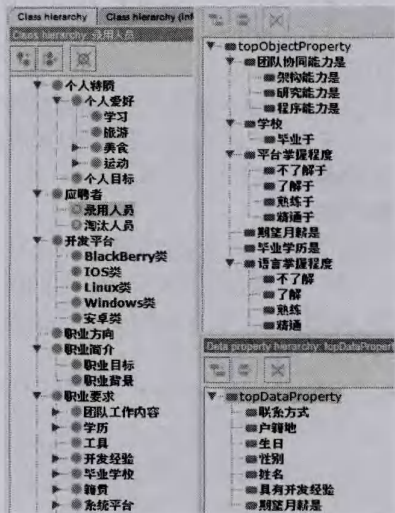 Class hierarchy
Class hierarchy (Inf
Class hierarchy: 录用人员
个人特质
个人爱好
学习
旅游
美食
运动
个人目标
应聘者
录用人员
淘汰人员
开发平台
BlackBerry类
IOS类
Linux类
Windows类
安卓类
职业方向
职业简介
职业目标
职业背景
职业要求
团队工作内容
学历
工具
开发经验
毕业学校
籍贯
系统平台
topObjectProperty
团队协同能力是
架构能力是
研究能力是
程序能力是
学校
毕业于
平台掌握程度
不了解于
了解于
熟练于
精通于
期望月薪是
毕业学历是
语言掌握程度
不了解
了解
熟练
精通
Data property hierarchy: topDataPropert
topDataProperty
联系方式
户籍地
生日
性别
姓名
具有开发经验
期望月薪是